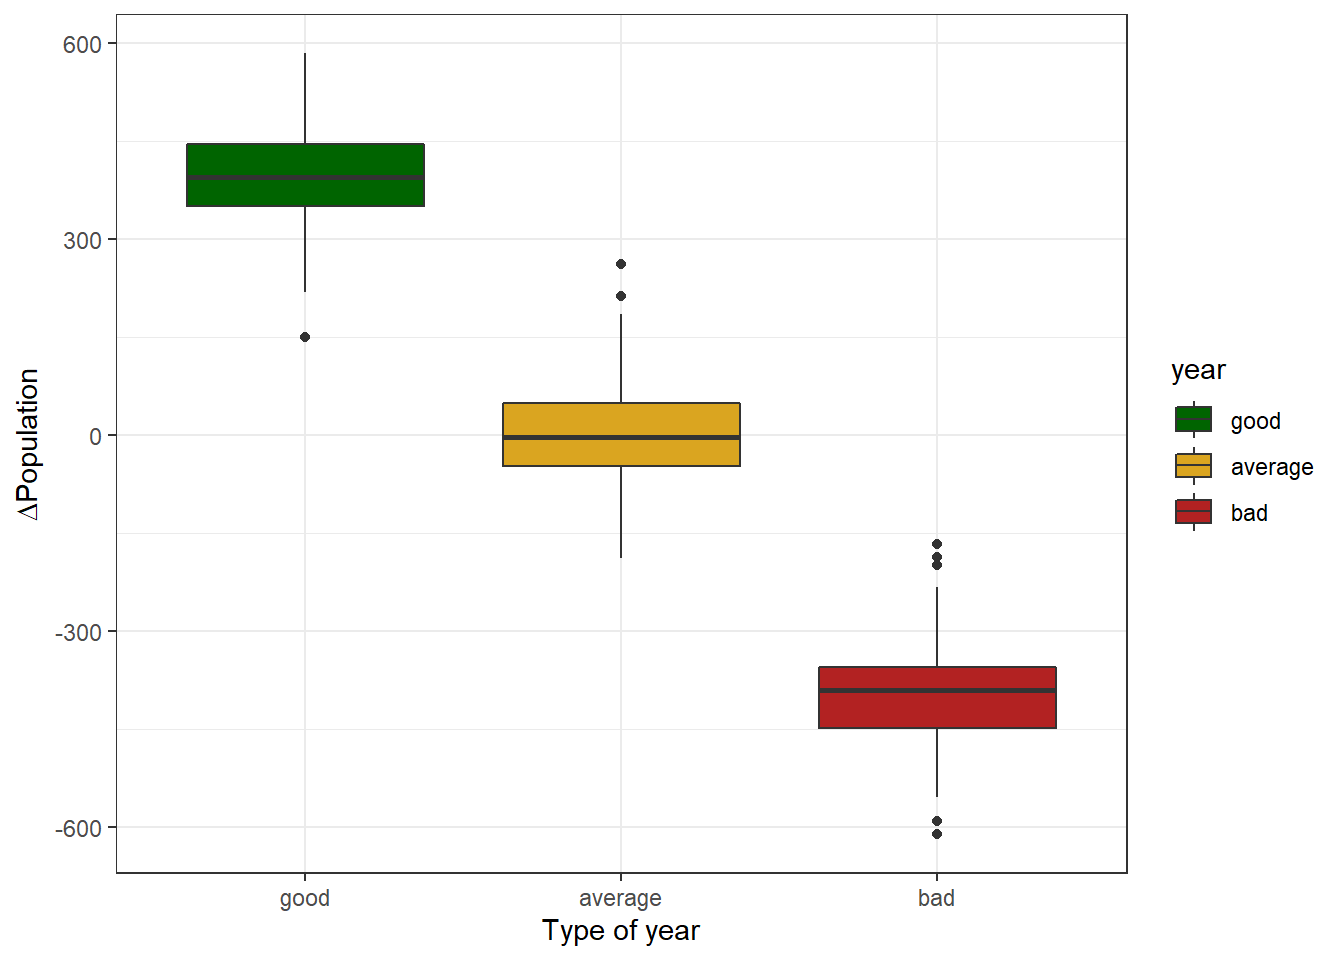 600
300
0
-300
-600
ΔPopulation
good
average
bad
Type of year
year
good
average
bad